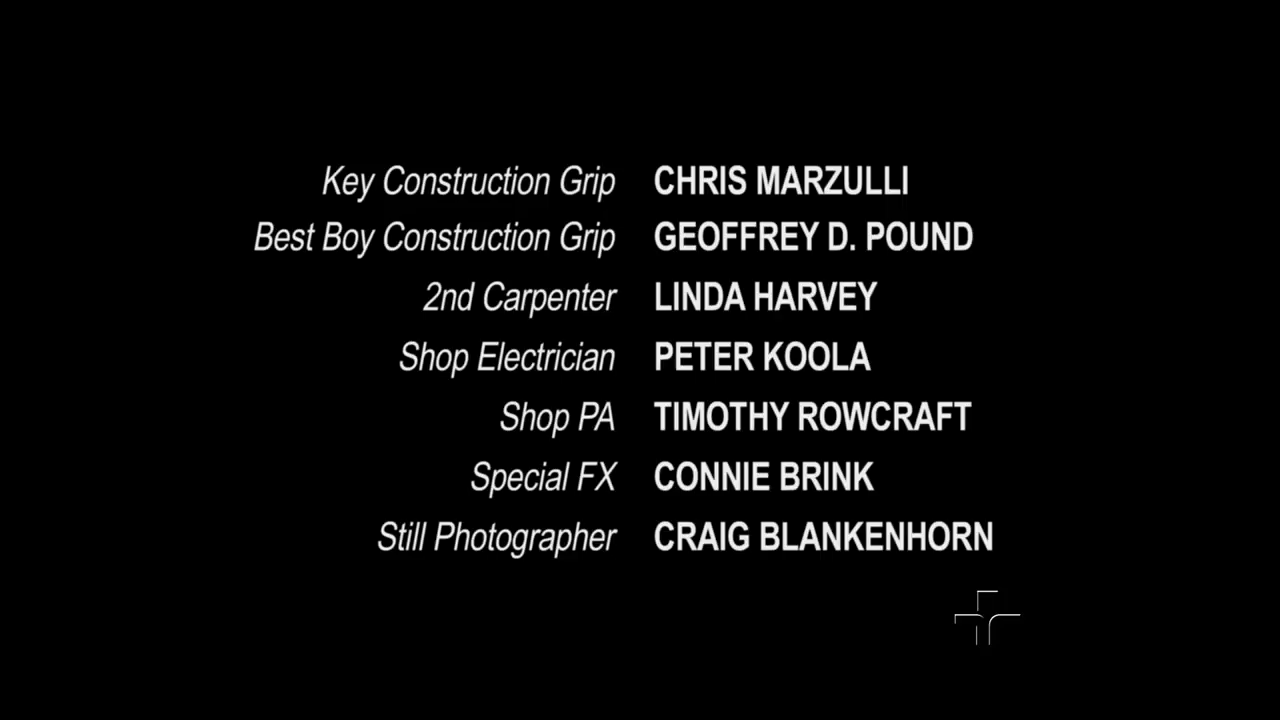 Key Construction Grip CHRIS MARZULLI
Best Boy Construction Grip GEOFFREY D. POUND
2nd Carpenter LINDA HARVEY
Shop Electrician PETER KOOLA
Shop PA TIMOTHY ROWCRAFT
Special FX CONNIE BRINK
Still Photographer CRAIG BLANKENHORN